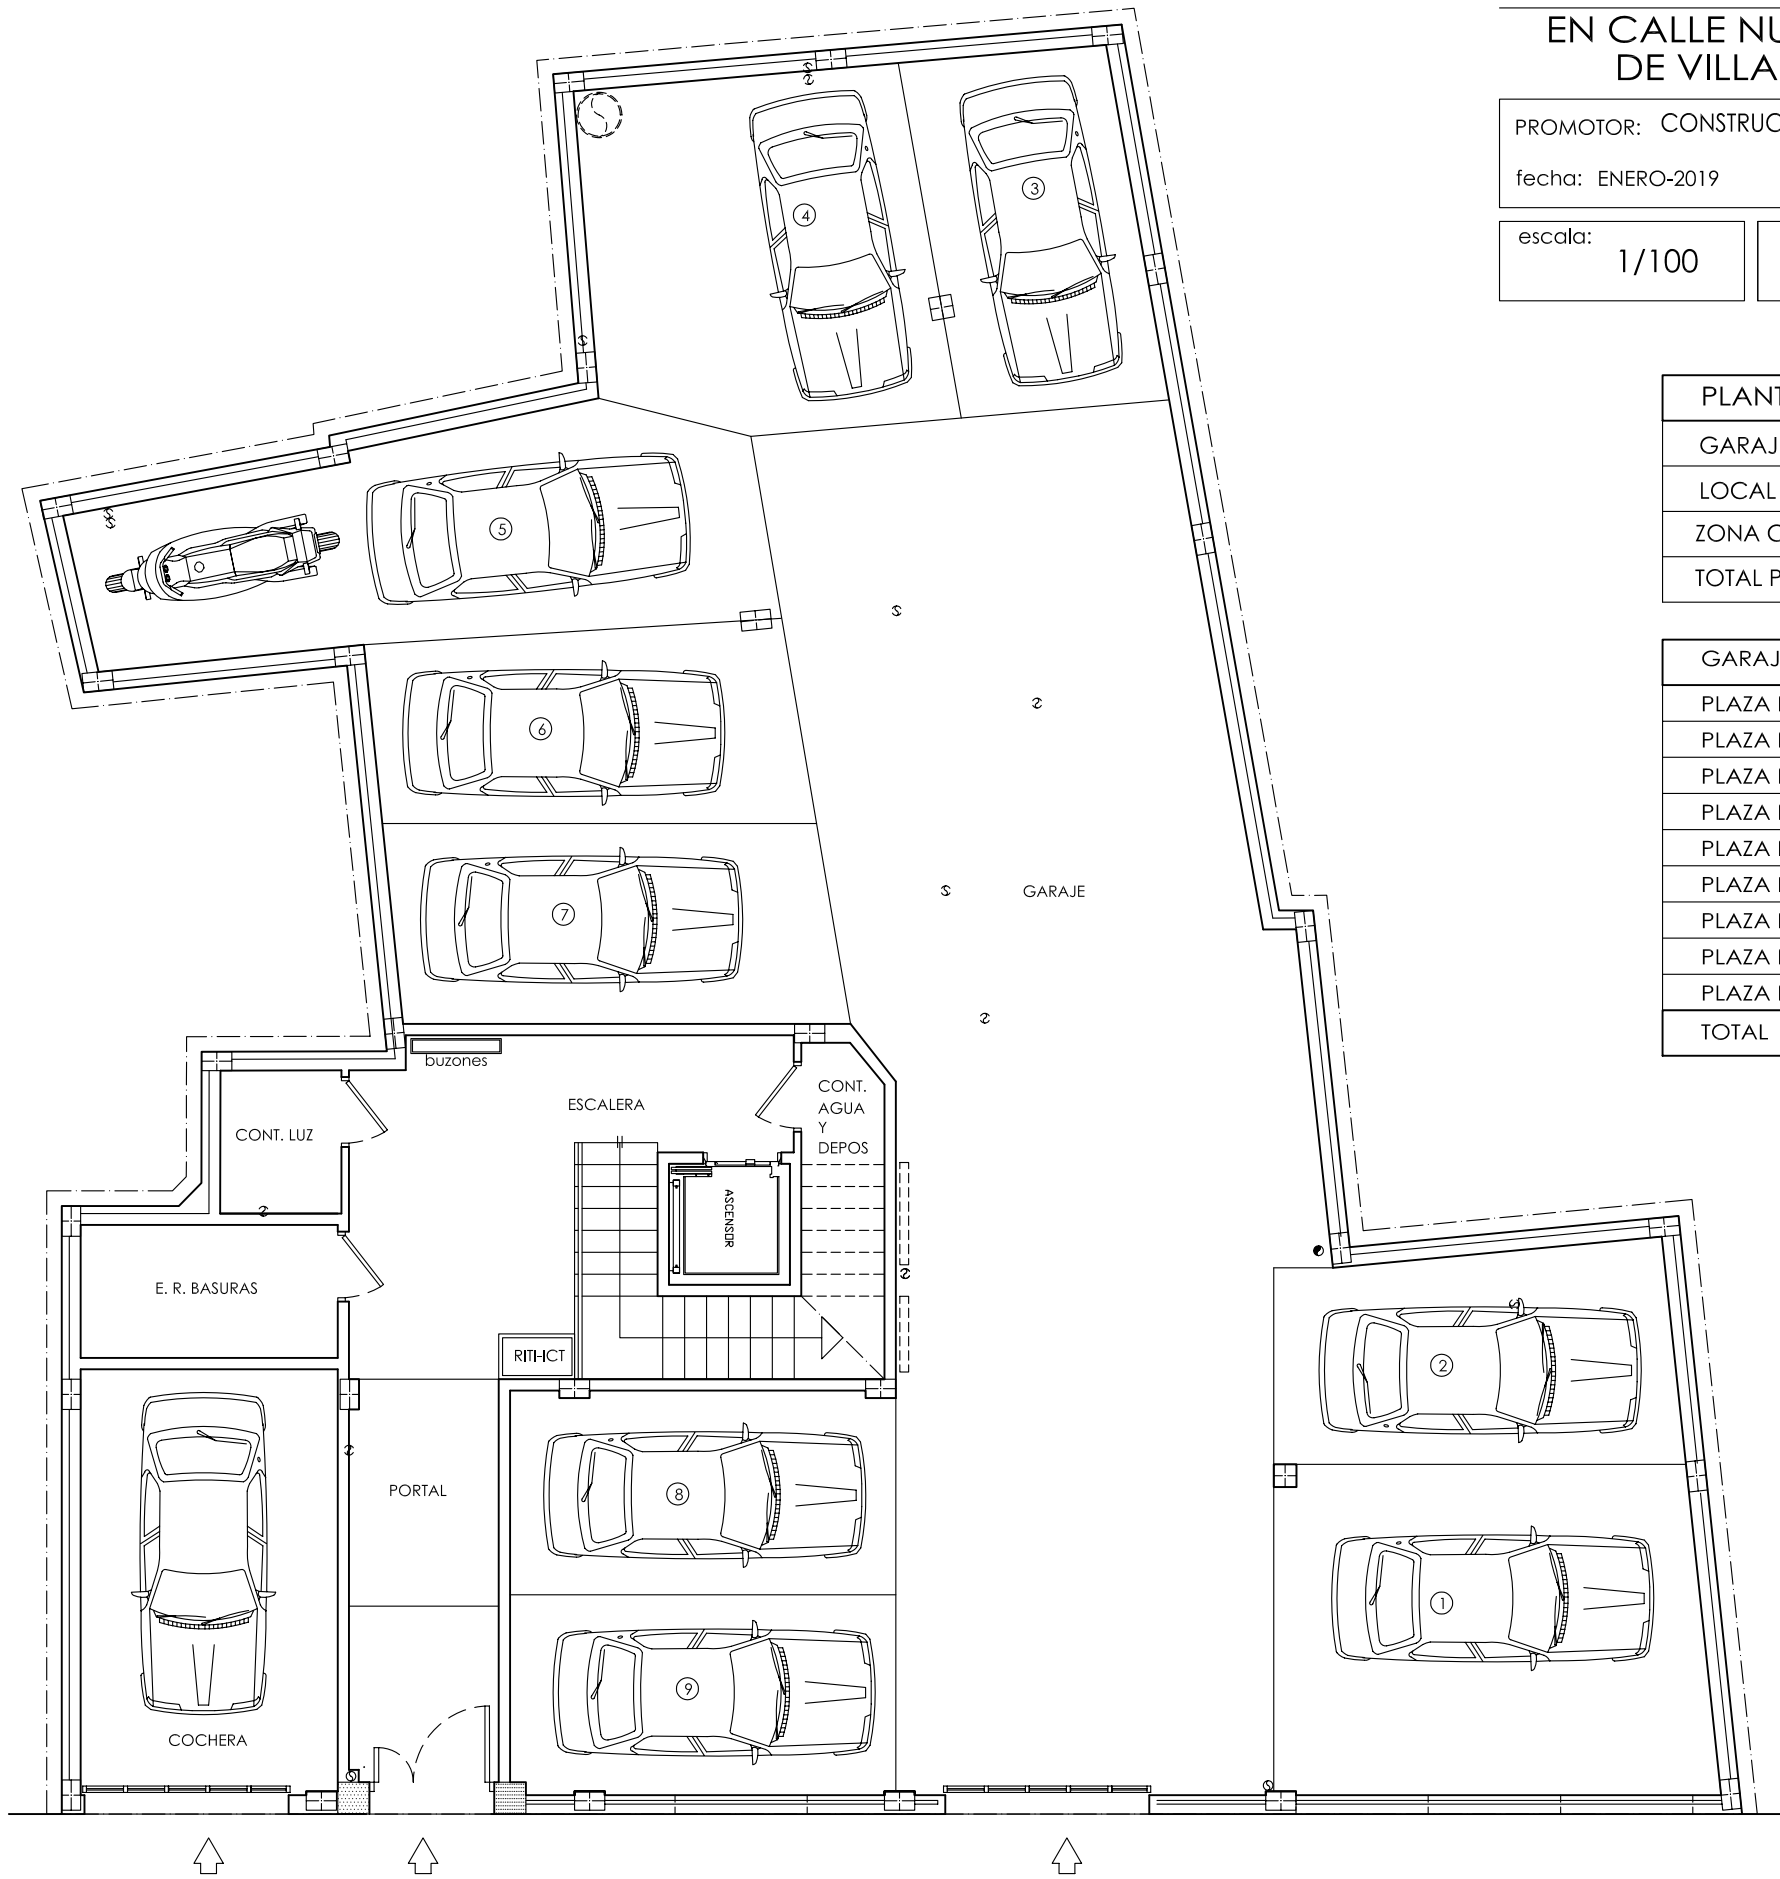 EN CALLE NU
DE VILLA
PROMOTOR: CONSTRUC
fecha: ENERO-2019
escala:
1/100
PLANT
GARAJ
LOCAL
ZONA C
TOTAL P
GARAJ
PLAZA
PLAZA
PLAZA
PLAZA
PLAZA
PLAZA
PLAZA
PLAZA
PLAZA
TOTAL
4
3
5
6
7
GARAJE
buzones
ESCALERA
CONT.
AGUA
Y
DEPOS
CONT. LUZ
ASCENSOR
E. R. BASURAS
RITI-ICT
2
PORTAL
8
1
9
COCHERA